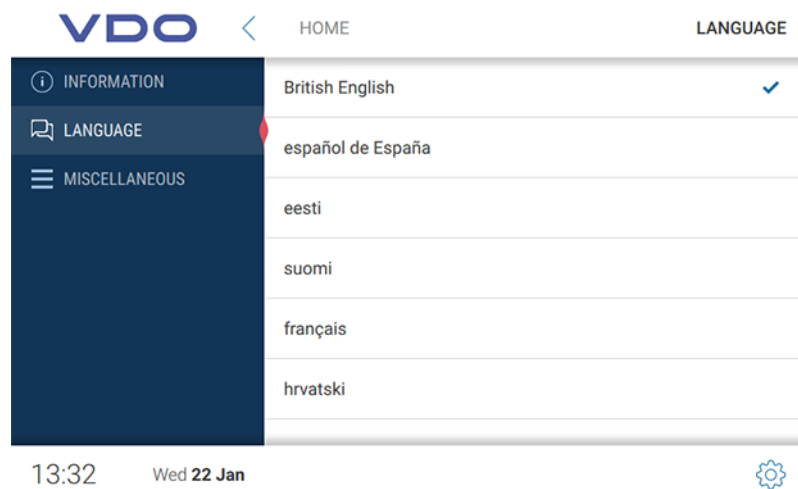 VDO
HOME
LANGUAGE
INFORMATION
LANGUAGE
MISCELLANEOUS
British English
español de España
eesti
suomi
français
hrvatski
13:32
Wed 22 Jan